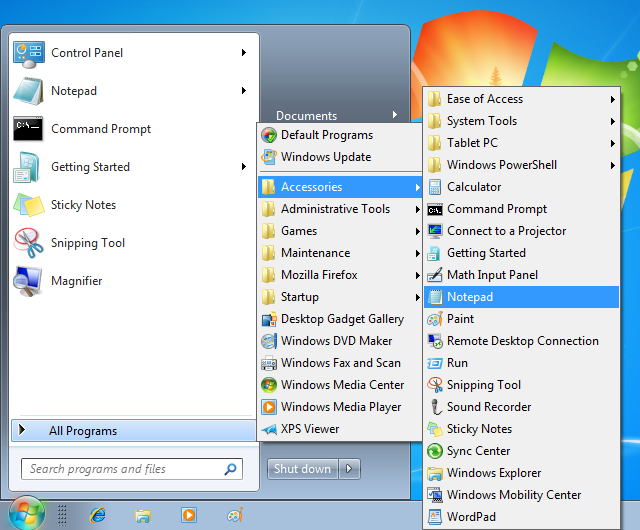 Control Panel
Notepad
Command Prompt
Getting Started
Sticky Notes
Snipping Tool
Magnifier
All Programs
Search programs and files
Documents
Shut down
Default Programs
Windows Update
Accessories
Administrative Tools
Games
Maintenance
Mozilla Firefox
Startup
Desktop Gadget Gallery
Windows DVD Maker
Windows Fax and Scan
Windows Media Center
Windows Media Player
XPS Viewer
Ease of Access
System Tools
Tablet PC
Windows PowerShell
Calculator
Command Prompt
Connect to a Projector
Getting Started
Math Input Panel
Notepad
Paint
Remote Desktop Connection
Run
Snipping Tool
Sound Recorder
Sticky Notes
Sync Center
Windows Explorer
Windows Mobility Center
WordPad